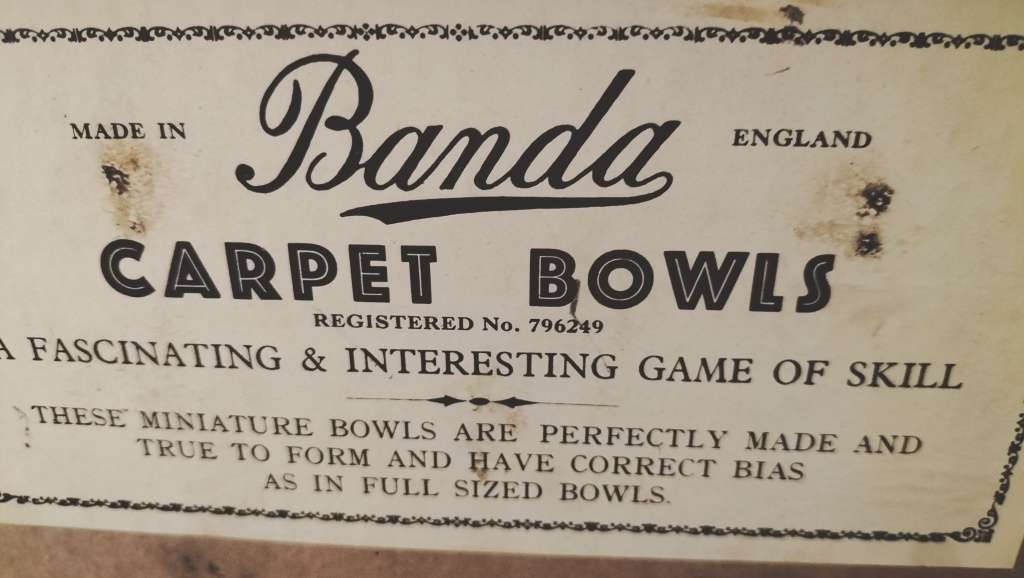 MADE IN Banda ENGLAND
CARPET BOWLS
REGISTERED No. 796249
A FASCINATING & INTERESTING GAME OF SKILL
THESE MINIATURE BOWLS ARE PERFECTLY MADE AND
TRUE TO FORM AND HAVE CORRECT BIAS
AS IN FULL SIZED BOWLS.